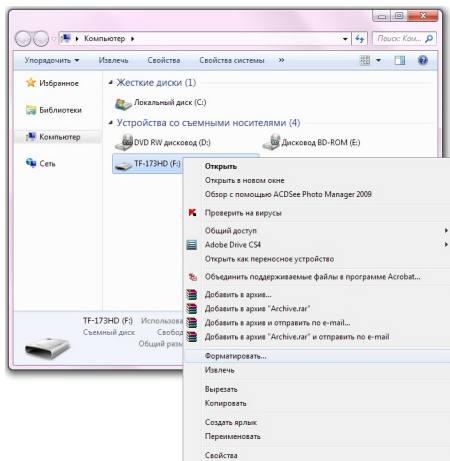 Компьютер
Поиск: Ком...
Упорядочить
Извлечь
Свойства
Свойства системы
»
Избранное
Библиотеки
Компьютер
Сеть
Жесткие диски (1)
Локальный диск (C:)
Устройства со съемными носителями (4)
DVD RW дисковод (D:)
Дисковод BD-ROM (E:)
TF-173HD (F:)
Открыть
Открыть в новом окне
Обзор с помощью ACDSee Photo Manager 2009
Проверить на вирусы
Общий доступ
Adobe Drive CS4
Открыть как переносное устройство
Объединить поддерживаемые файлы в программе Acrobat...
Добавить в архив...
Добавить в архив "Archive.rar"
Добавить в архив и отправить по e-mail...
Добавить в архив "Archive.rar" и отправить по e-mail
Форматировать...
Извлечь
Вырезать
Копировать
Создать ярлык
Переименовать
Свойства
TF-173HD (F:) Использова
Съемный диск Свобод
Общий разм